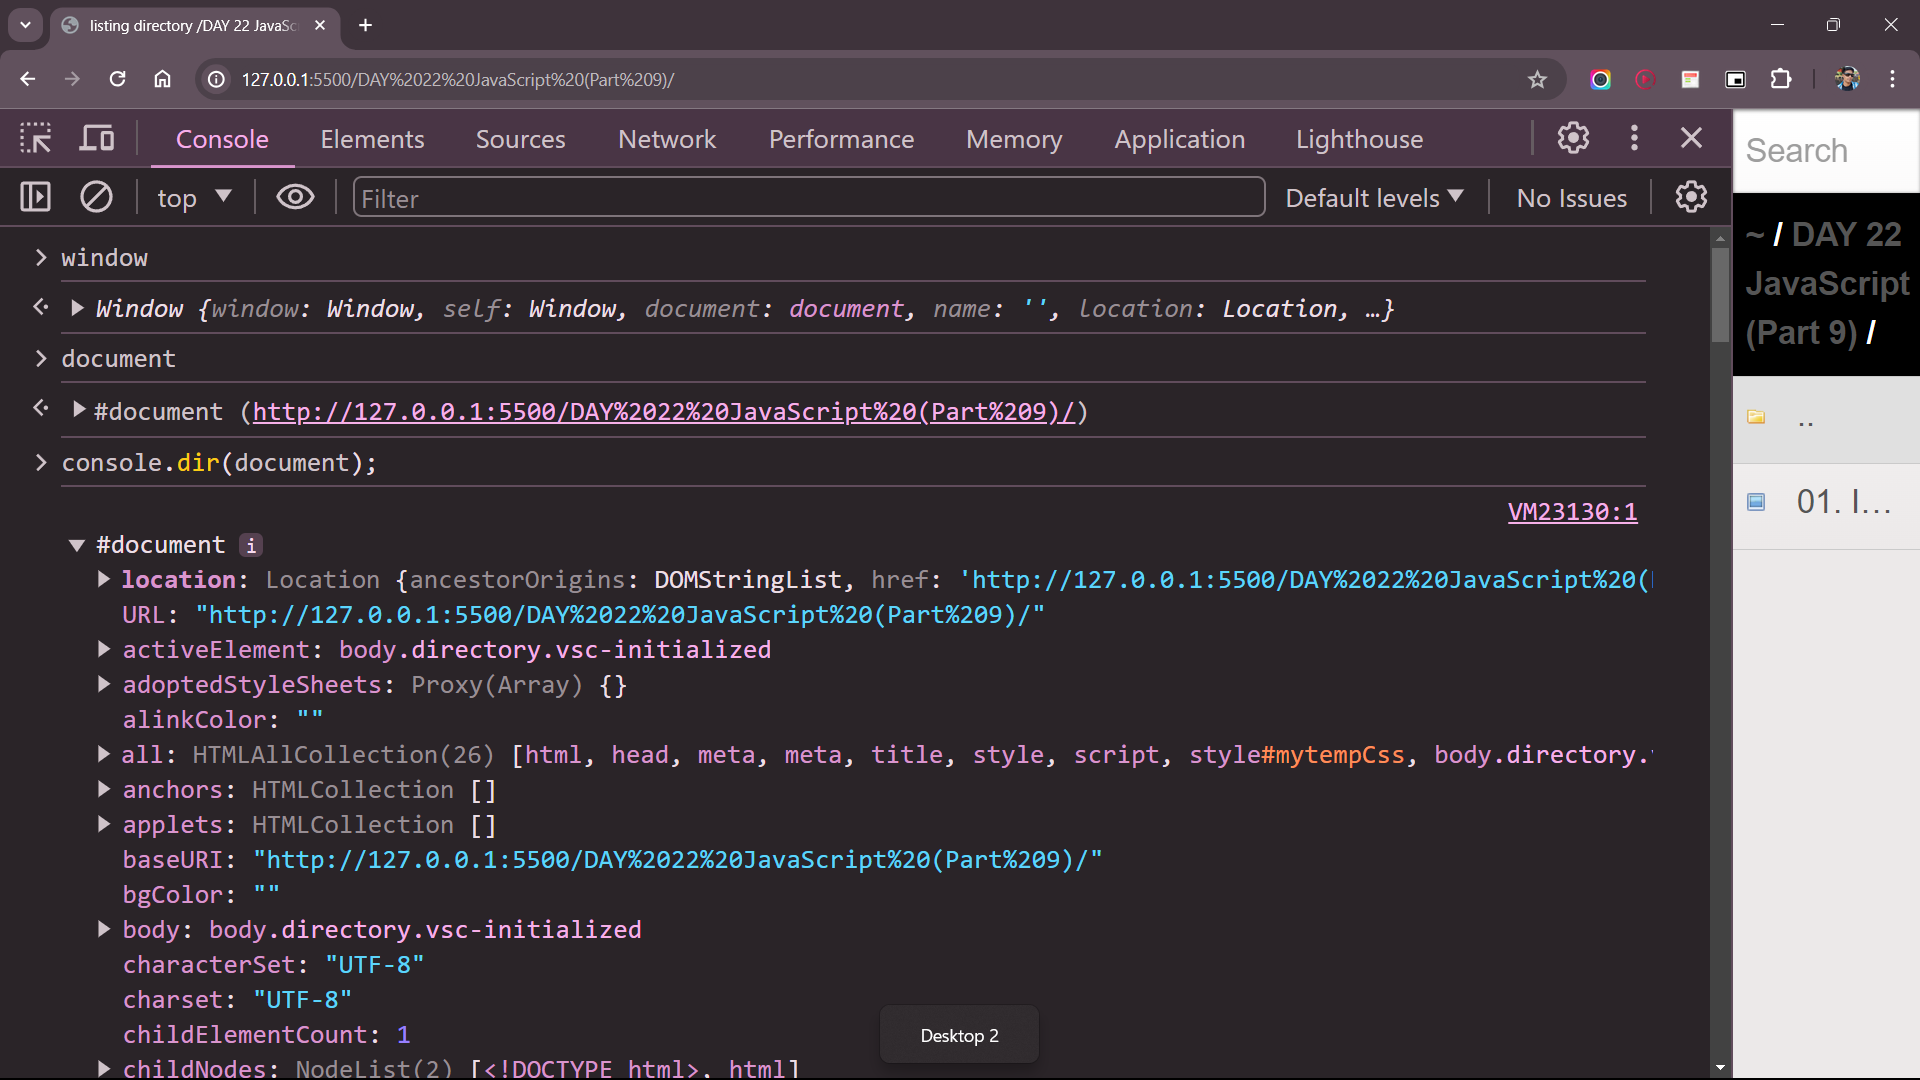 listing directory /DAY 22 JavaSc
127.0.0.1:5500/DAY%2022%20JavaScript%20(Part%209)/
Console Elements Sources Network Performance Memory Application Lighthouse
top Filter Default levels No Issues
window
Window {window: Window, self: Window, document: document, name: '', location: Location, …}
document
#document (http://127.0.0.1:5500/DAY%2022%20JavaScript%20(Part%209)/)
console.dir(document);
VM23130:1
#document i
location: Location {ancestorOrigins: DOMStringList, href: 'http://127.0.0.1:5500/DAY%2022%20JavaScript%20(
URL: "http://127.0.0.1:5500/DAY%2022%20JavaScript%20(Part%209)/"
activeElement: body.directory.vsc-initialized
adoptedStyleSheets: Proxy(Array) {}
alinkColor: ""
all: HTMLAllCollection(26) [html, head, meta, meta, title, style, script, style#mytempCss, body.directory.
anchors: HTMLCollection []
applets: HTMLCollection []
baseURI: "http://127.0.0.1:5500/DAY%2022%20JavaScript%20(Part%209)/"
bgColor: ""
body: body.directory.vsc-initialized
characterSet: "UTF-8"
charset: "UTF-8"
childElementCount: 1
childNodes: NodeList(2) [<!DOCTYPE html>, html]
Desktop 2
Search
~ / DAY 22
JavaScript
(Part 9) /
..
01. I…